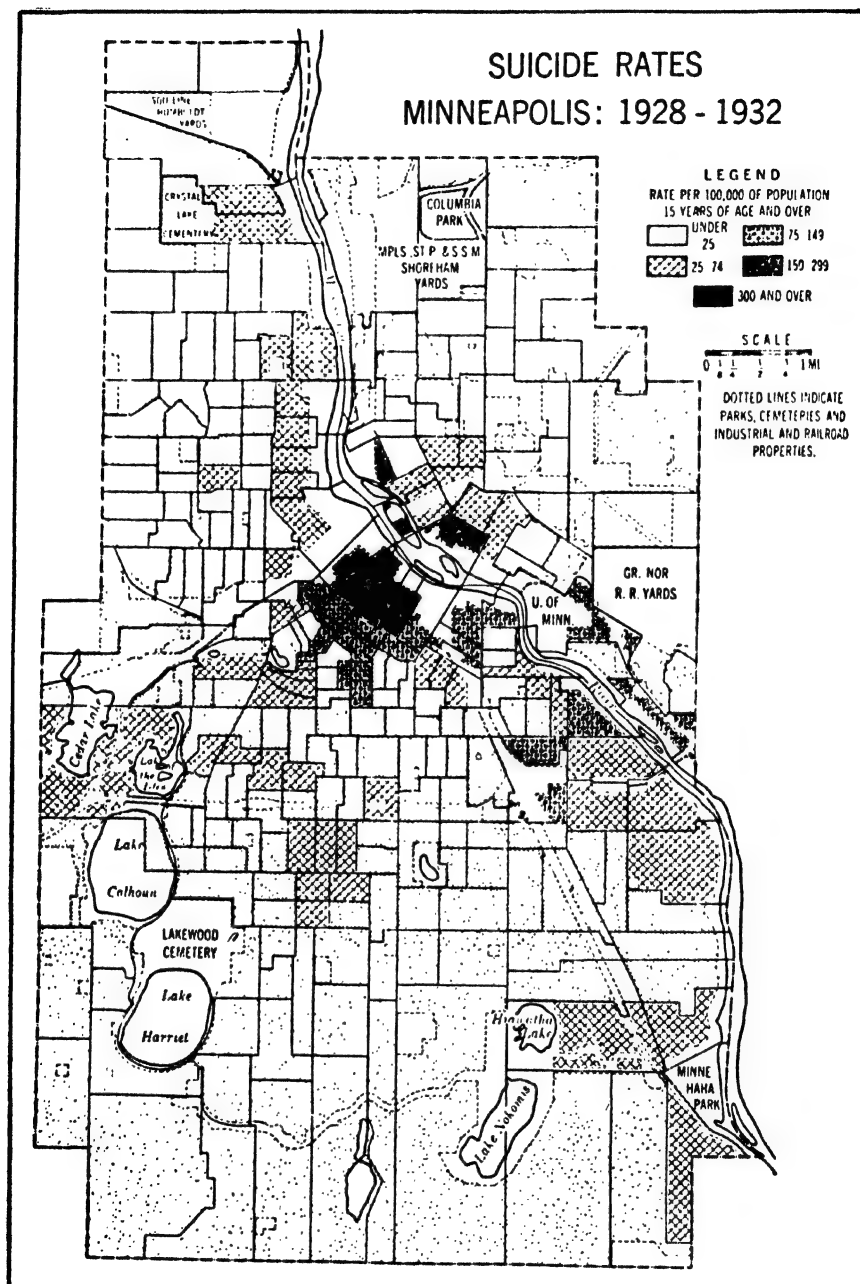 SUICIDE RATES
MINNEAPOLIS: 1928 - 1932
LEGEND
RATE PER 100,000 OF POPULATION
15 YEARS OF AGE AND OVER
UNDER
25
75 149
25 74
150 299
300 AND OVER
SCALE
0
1 MI
DOTTED LINES INDICATE
PARKS, CEMETERIES AND
INDUSTRIAL AND RAILROAD
PROPERTIES.
YARDS
CRYSTAL
LAKE
CEMETERY
COLUMBIA
PARK
MPLS, ST P & S S M
SHOREHAM
YARDS
GR. NOR
R. R. YARDS
U. OF
MINN.
Cedar Lake
Lake
Calhoun
LAKEWOOD
CEMETERY
Lake
Harriet
Lake
Lake Nokomis
MINNE
HAHA
PARK